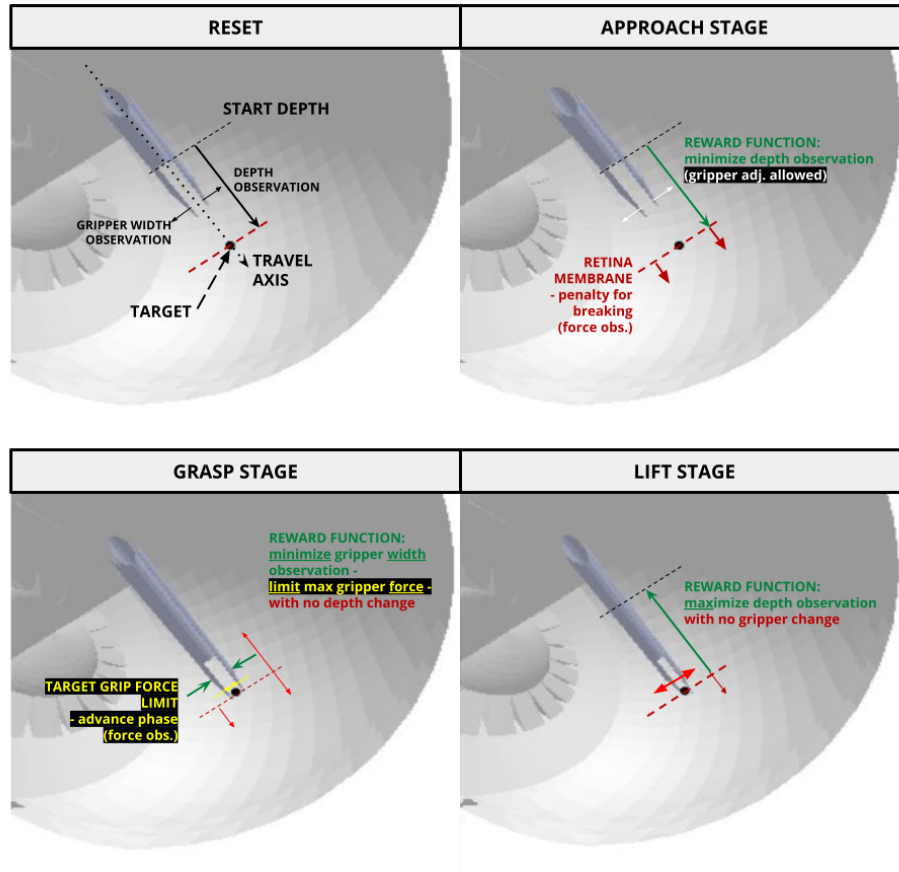 RESET
START DEPTH
DEPTH
OBSERVATION
GRIPPER WIDTH
OBSERVATION
TRAVEL
AXIS
TARGET
APPROACH STAGE
REWARD FUNCTION:
minimize depth observation
(gripper adj. allowed)
RETINA
MEMBRANE
- penalty for
breaking
(force obs.)
GRASP STAGE
REWARD FUNCTION:
minimize gripper width
observation -
limit max gripper force -
with no depth change
TARGET GRIP FORCE
LIMIT
- advance phase
(force obs.)
LIFT STAGE
REWARD FUNCTION:
maximize depth observation
with no gripper change